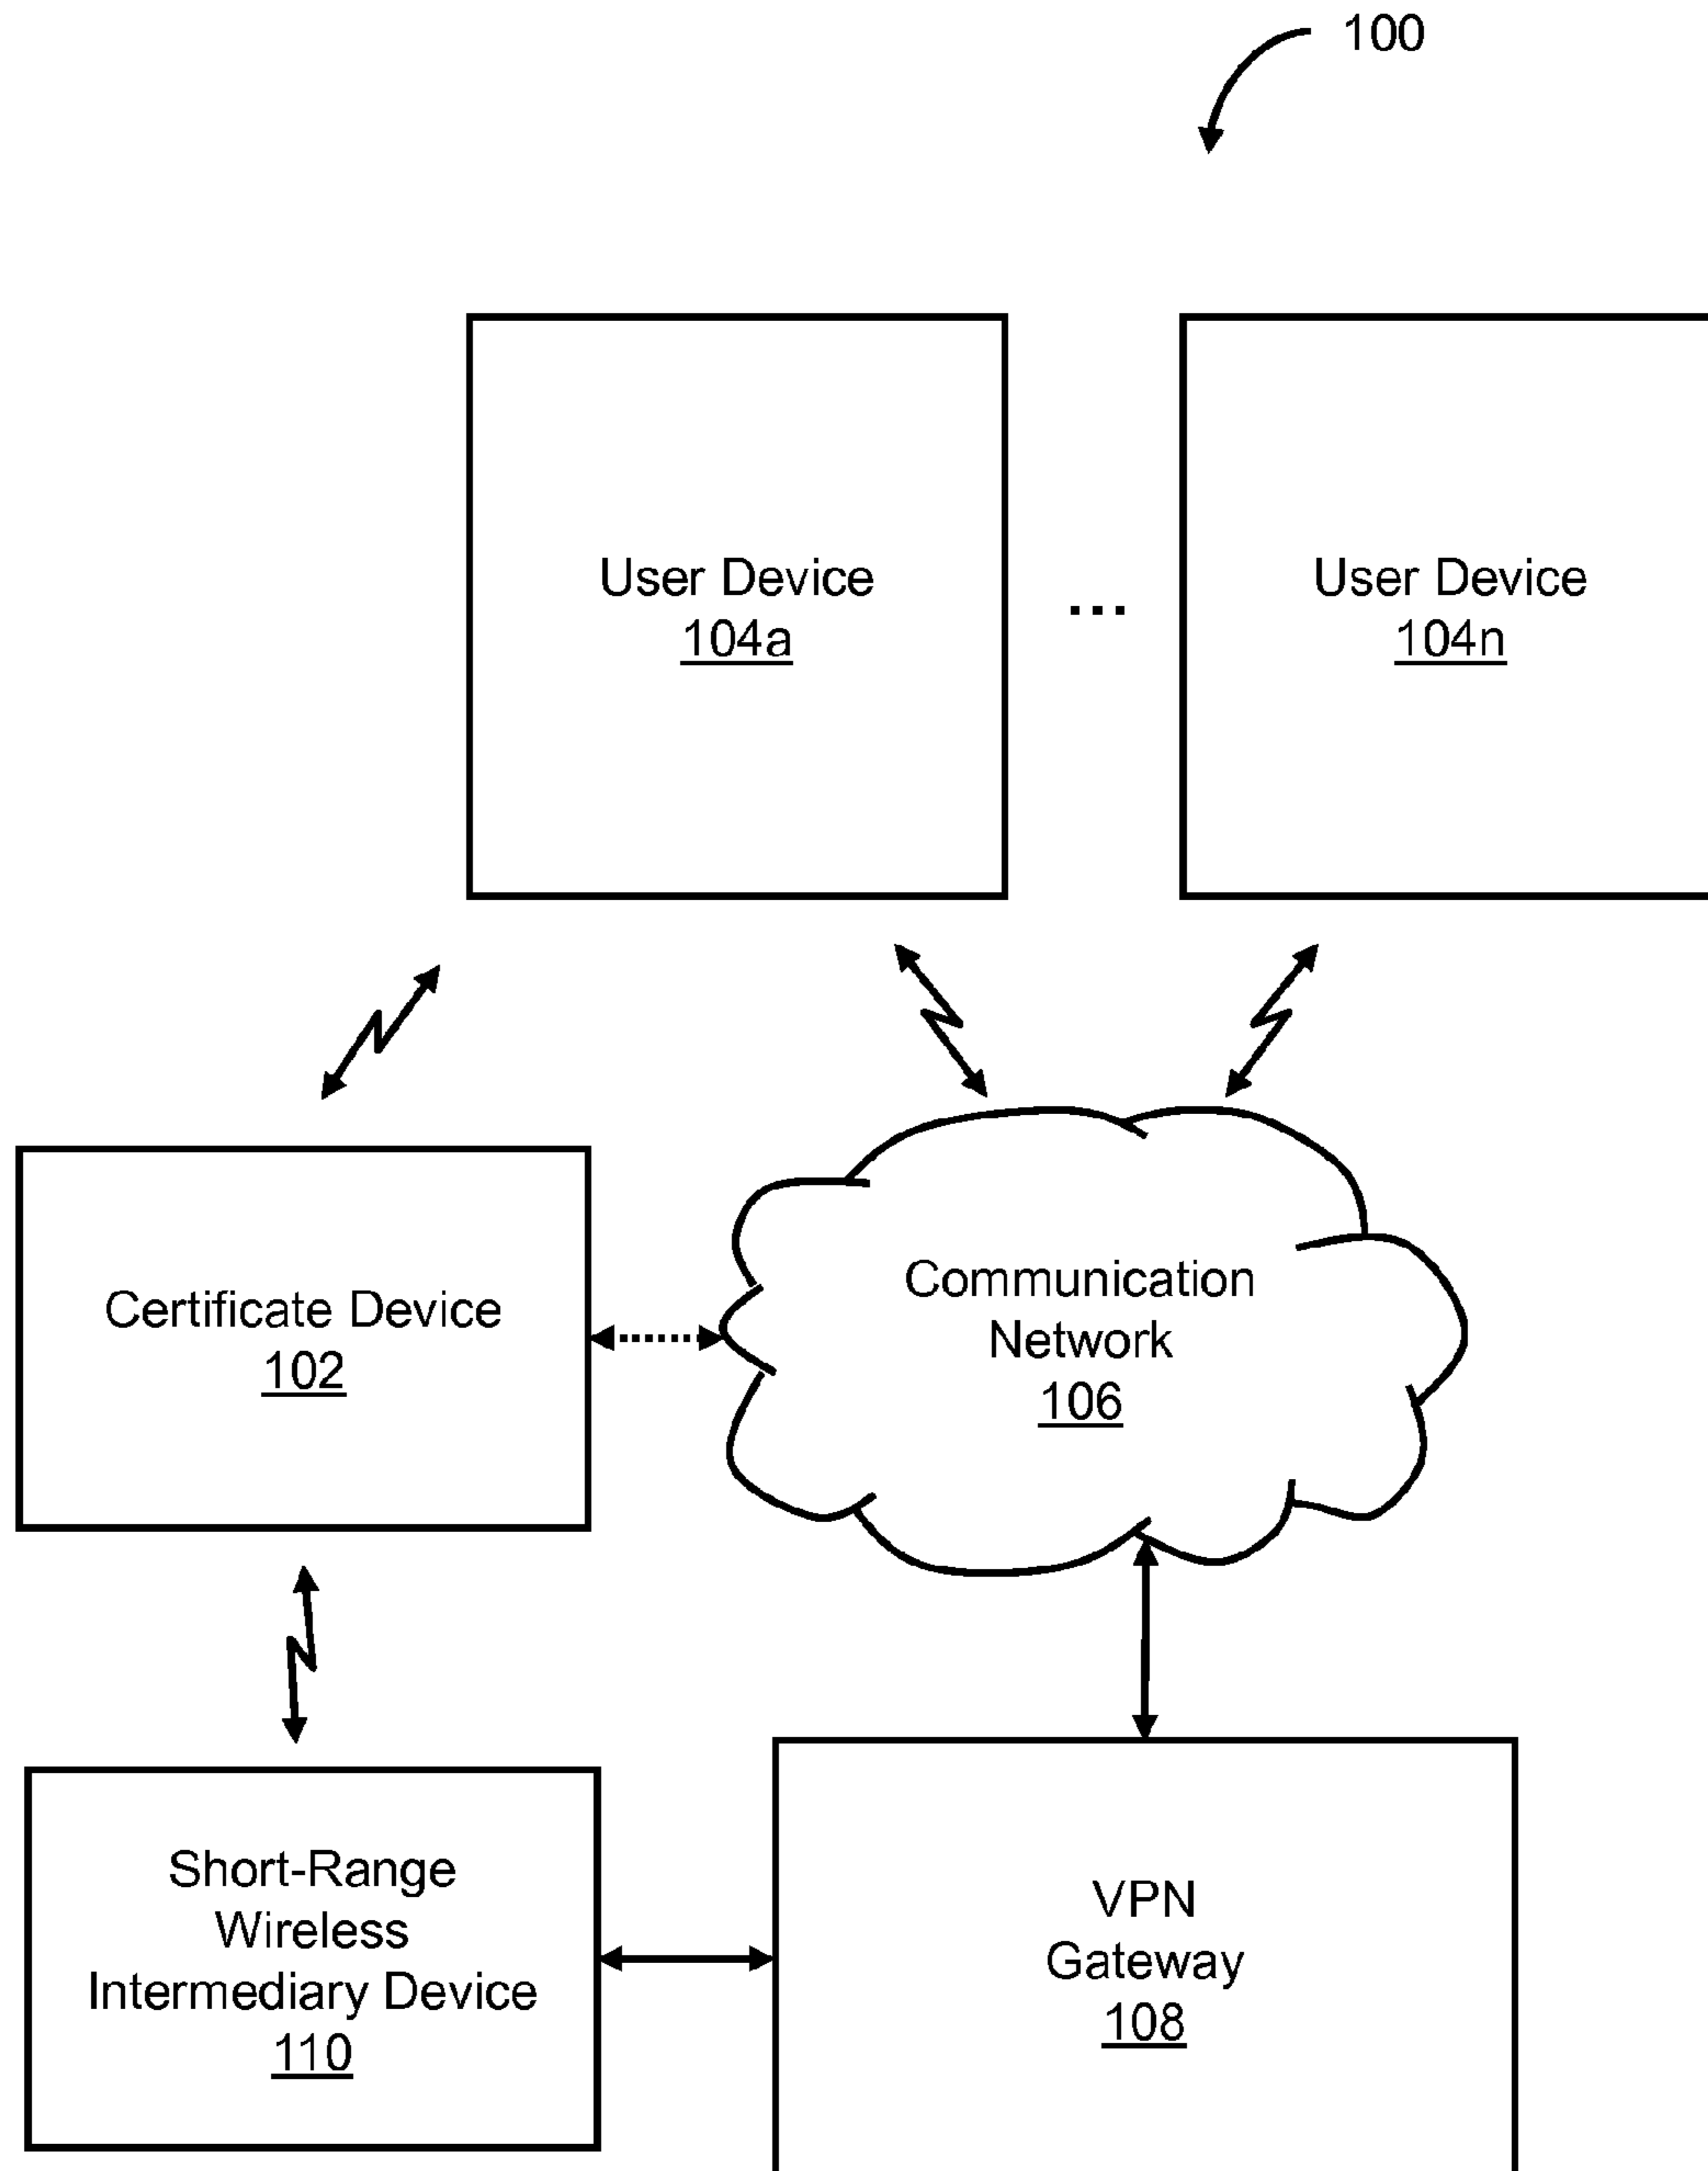 100
User Device
104a
...
User Device
104n
Certificate Device
102
Communication
Network
106
Short-Range
Wireless
Intermediary Device
110
VPN
Gateway
108